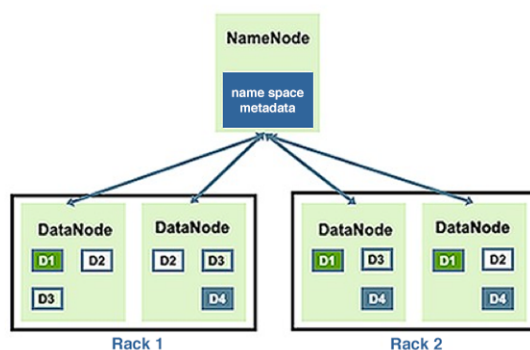 NameNode
name space
metadata
DataNode
D1 D2
D3
DataNode
D2 D3
D4
Rack 1
DataNode
D1 D3
D4
DataNode
D1 D2
D4
Rack 2